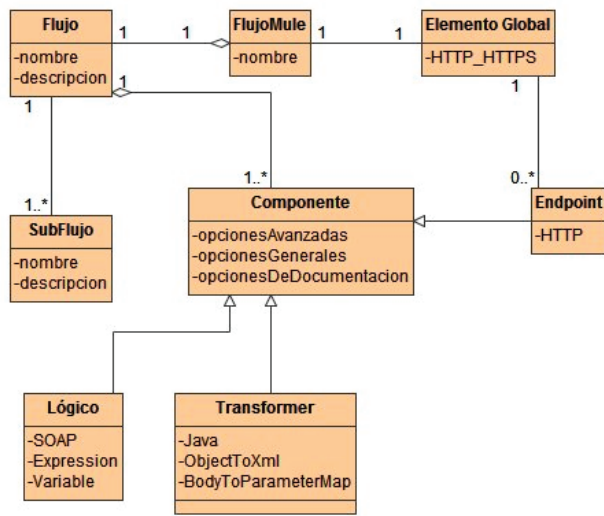 Flujo
-nombre
-descripcion
1
1
FlujoMule
-nombre
1
1
Elemento Global
-HTTP_HTTPS
1
1
1
1..*
1..*
0..*
SubFlujo
-nombre
-descripcion
Componente
-opcionesAvanzadas
-opcionesGenerales
-opcionesDeDocumentacion
Endpoint
-HTTP
Lógico
-SOAP
-Expression
-Variable
Transformer
-Java
-ObjectToXml
-BodyToParameterMap